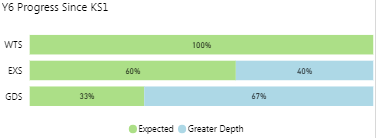 Y6 Progress Since KS1
WTS 100%
EXS 60% 40%
GDS 33% 67%
Expected Greater Depth